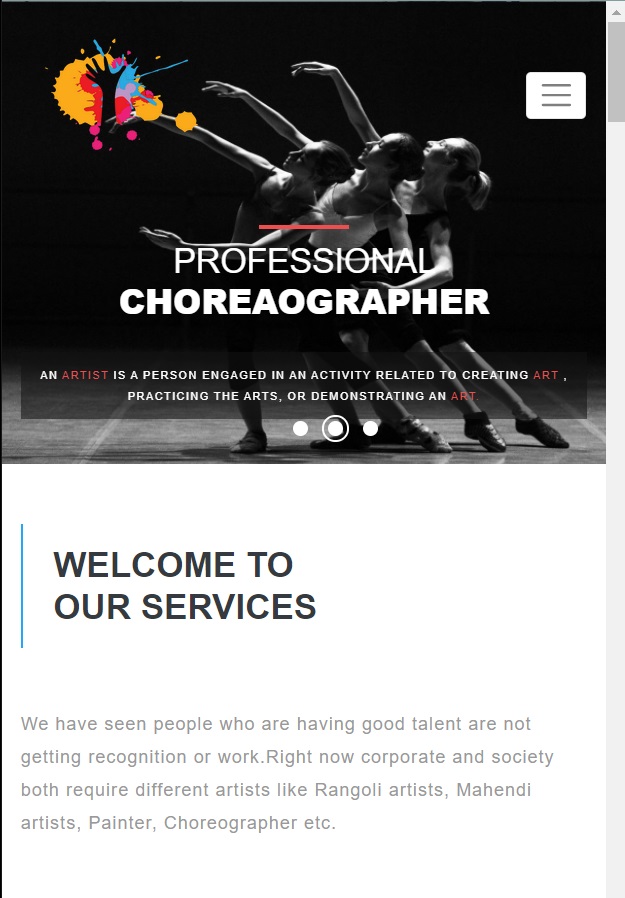 PROFESSIONAL
CHOREAOGRAPHER
AN ARTIST IS A PERSON ENGAGED IN AN ACTIVITY RELATED TO CREATING ART ,
PRACTICING THE ARTS, OR DEMONSTRATING AN ART.
WELCOME TO
OUR SERVICES
We have seen people who are having good talent are not
getting recognition or work.Right now corporate and society
both require different artists like Rangoli artists, Mahendi
artists, Painter, Choreographer etc.